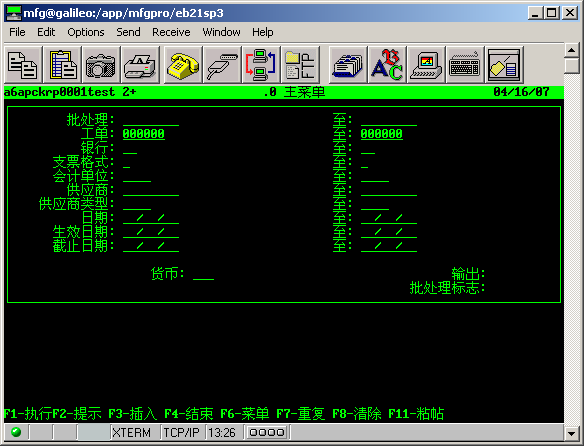 mfg@galileo:/app/mfgpro/eb21sp3
File Edit Options Send Receive Window Help
a6apckrp0001test 2+ .0 主菜单 04/16/07
批处理: 至:
工单: 000000 至: 000000
银行: 至:
支票格式: 至:
会计单位: 至:
供应商: 至:
供应商类型: 至:
日期: / / 至: / /
生效日期: / / 至: / /
截止日期: / / 至: / /
货币: 输出:
批处理标志:
F1-执行F2-提示 F3-插入 F4-结束 F6-菜单 F7-重复 F8-清除 F11-粘帖
XTERM TCP/IP 13:26